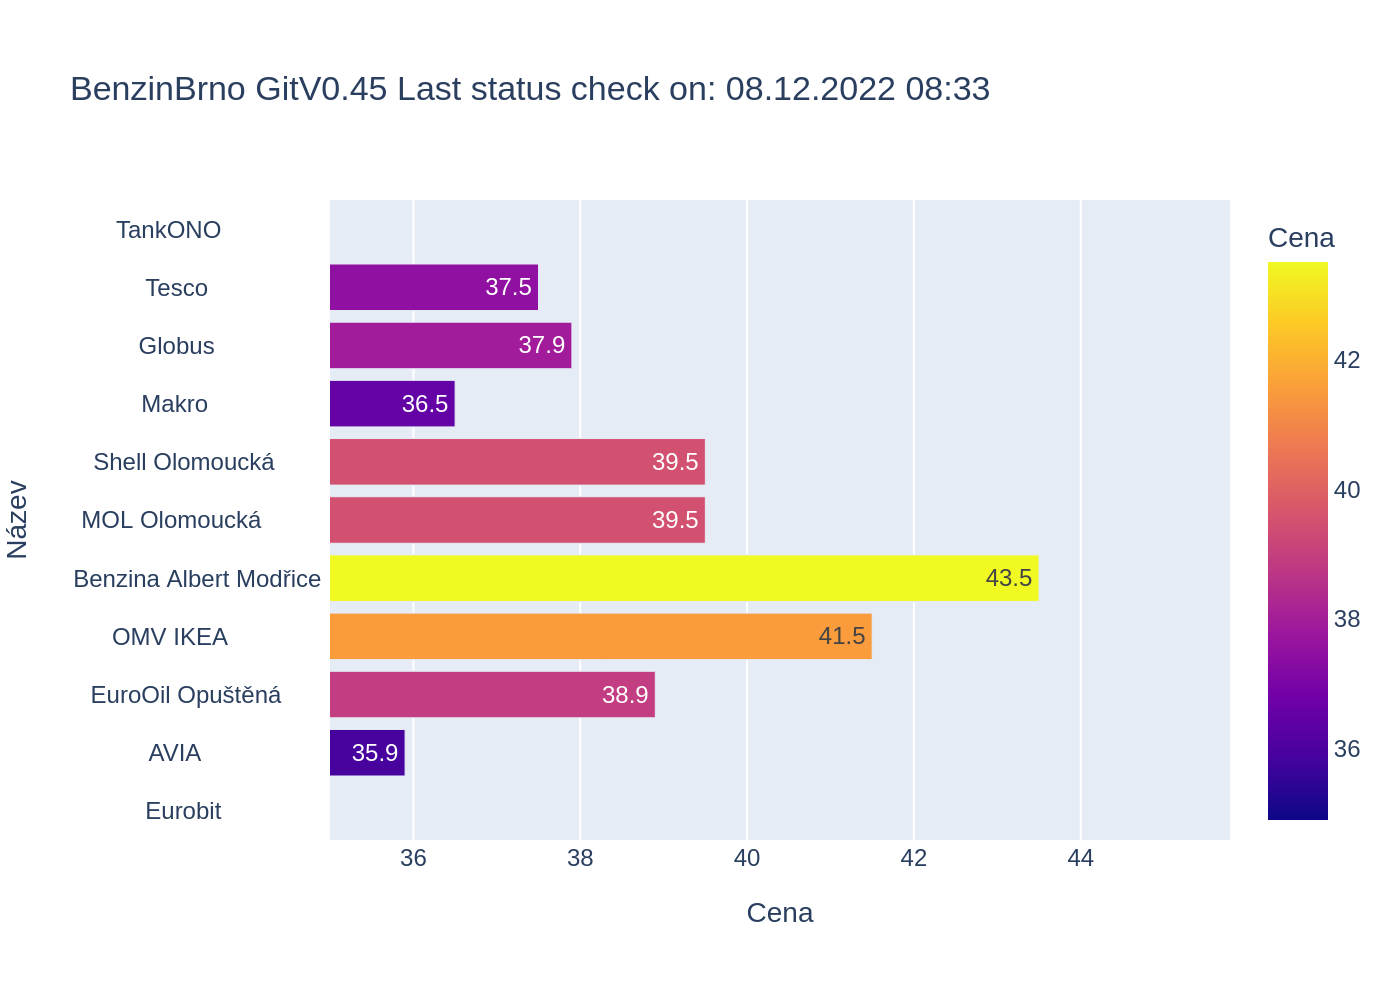 BenzinBrno GitV0.45 Last status check on: 08.12.2022 08:33
Cena
TankONO
Tesco 37.5
Globus 37.9
Makro 36.5
Shell Olomoucká 39.5
MOL Olomoucká 39.5
Benzina Albert Modřice 43.5
OMV IKEA 41.5
EuroOil Opuštěná 38.9
AVIA 35.9
Eurobit
Název
42
40
38
36
36 38 40 42 44
Cena